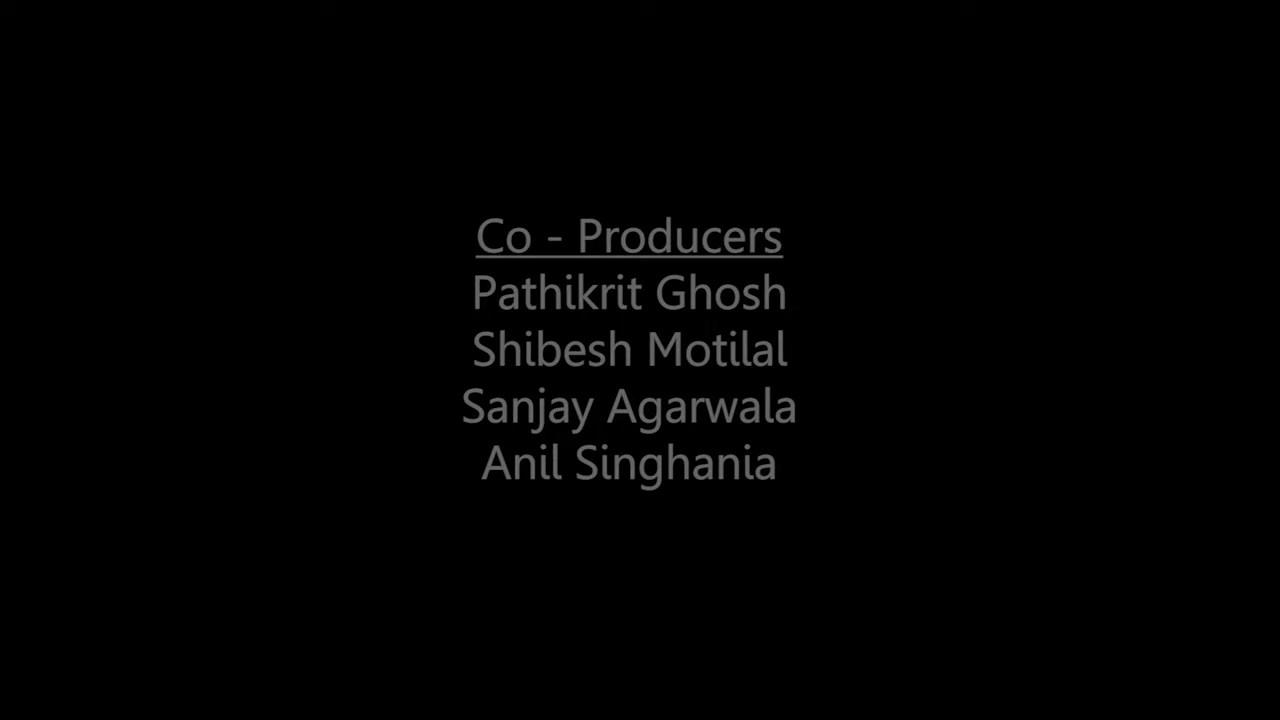 Co - Producers
Pathikrit Ghosh
Shibesh Motilal
Sanjay Agarwala
Anil Singhania